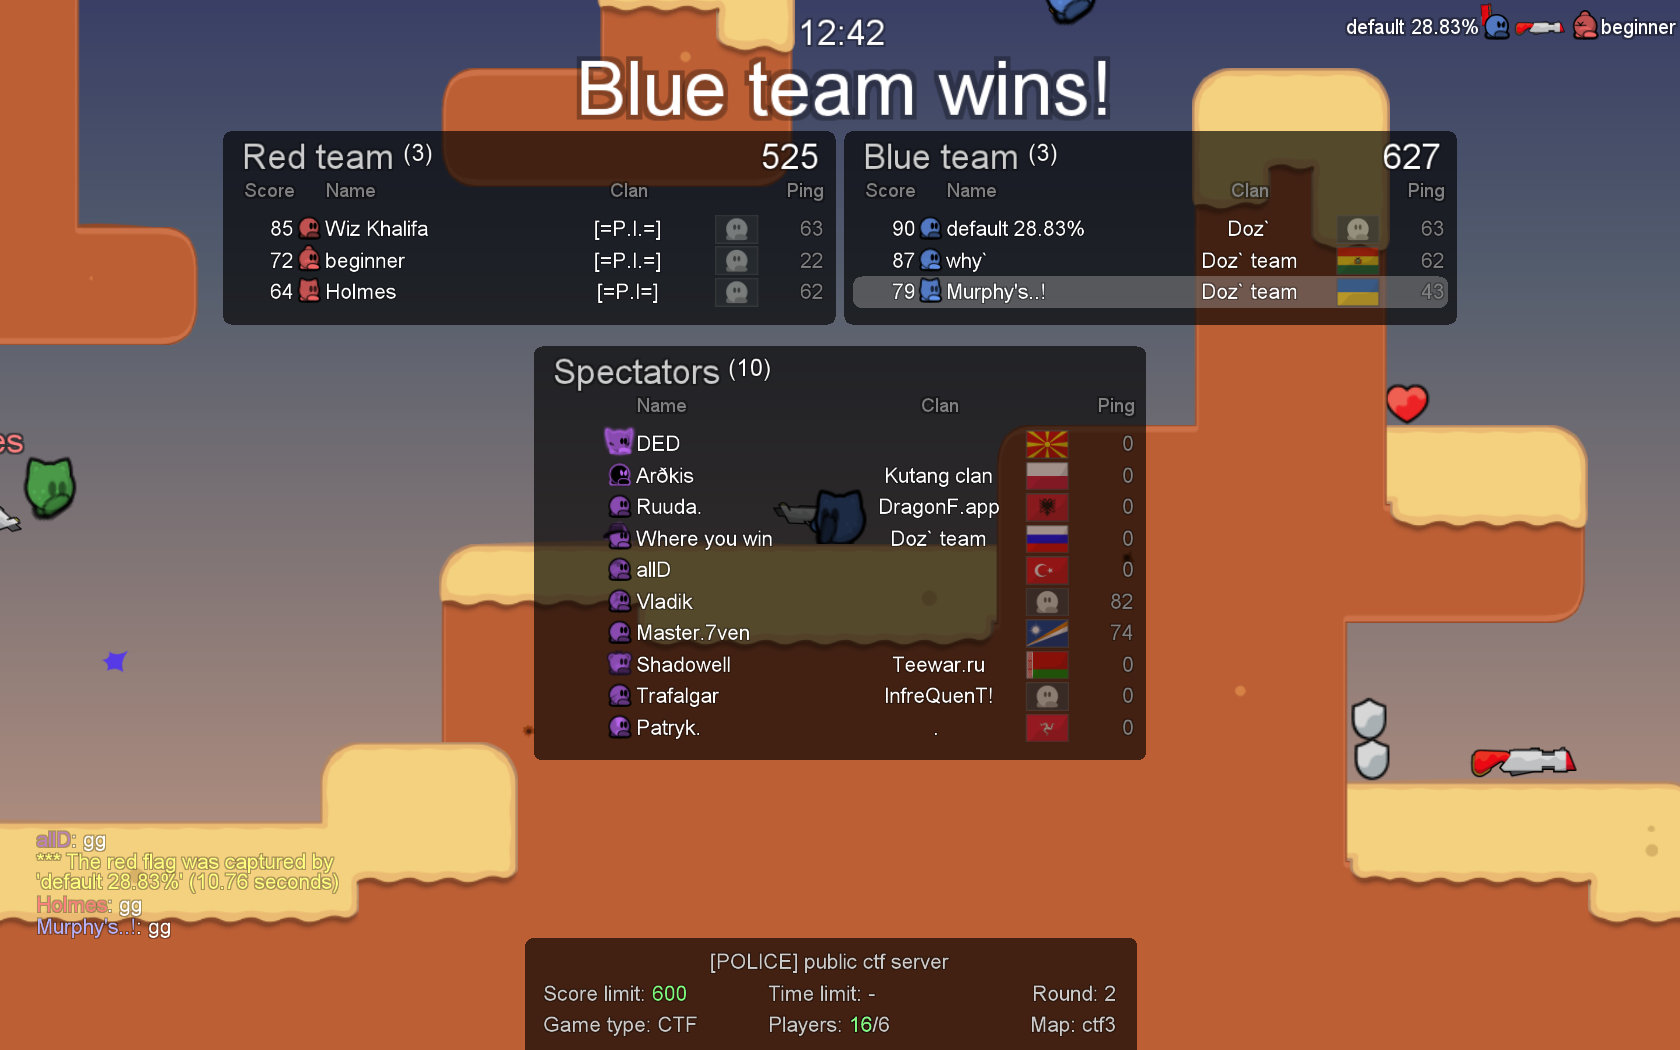 12:42
default 28.83% beginner
Blue team wins!
Red team (3) 525
Score Name Clan Ping
85 Wiz Khalifa [=P.I.=] 63
72 beginner [=P.I.=] 22
64 Holmes [=P.I=] 62
Blue team (3) 627
Score Name Clan Ping
90 default 28.83% Doz` 63
87 why` Doz` team 62
79 Murphy's..! Doz` team 43
Spectators (10)
Name Clan Ping
DED 0
Arðkis Kutang clan 0
Ruuda. DragonF.app 0
Where you win Doz` team 0
allD 0
Vladik 82
Master.7ven 74
Shadowell Teewar.ru 0
Trafalgar InfreQuenT! 0
Patryk. . 0
es
allD: gg
*** The red flag was captured by
'default 28.83%' (10.76 seconds)
Holmes: gg
Murphy's..!: gg
[POLICE] public ctf server
Score limit: 600 Time limit: - Round: 2
Game type: CTF Players: 16/6 Map: ctf3